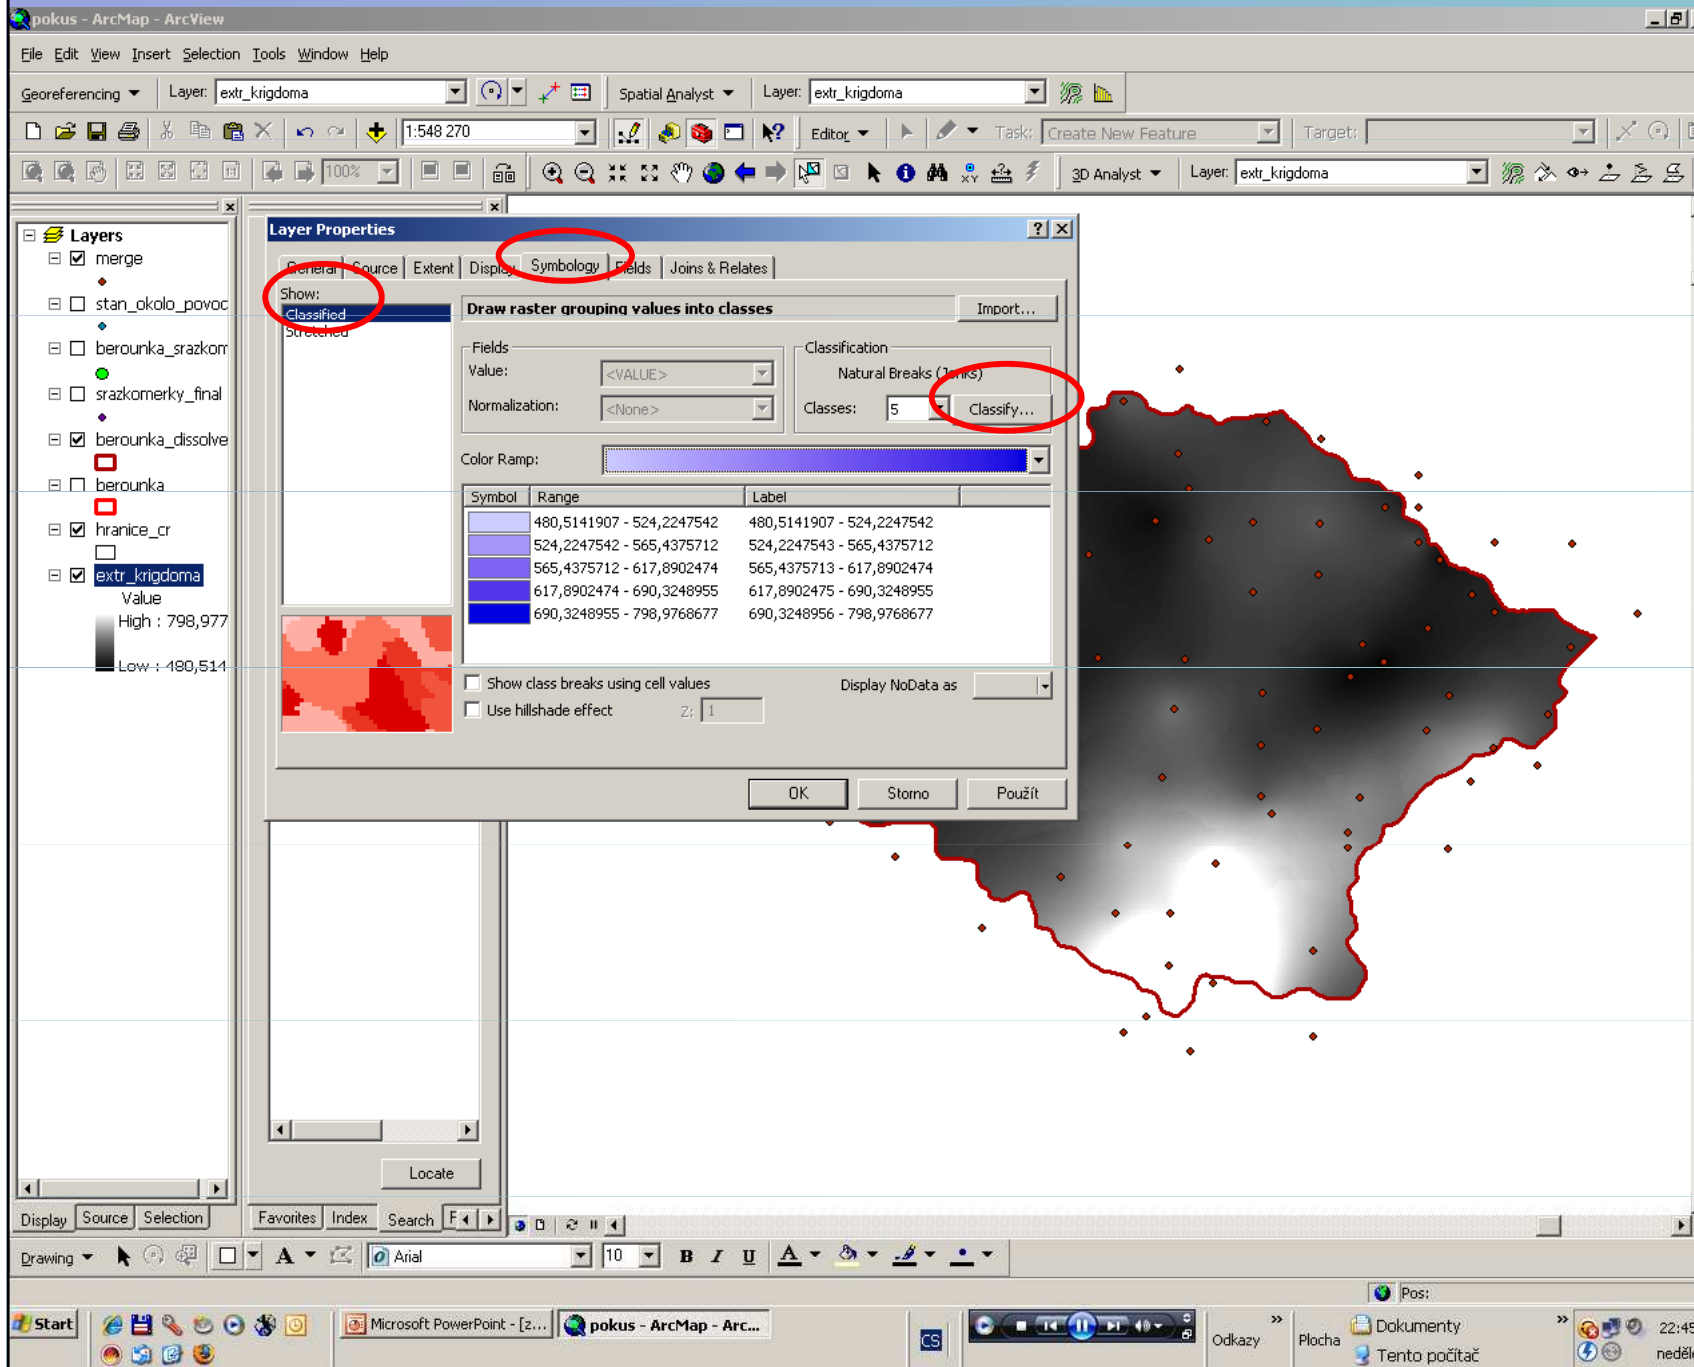 pokus - ArcMap - ArcView
File Edit View Insert Selection Tools Window Help
Georeferencing Layer: extr_krigdoma Spatial Analyst Layer: extr_krigdoma
1:548 270 Editor Task: Create New Feature Target:
100% 3D Analyst Layer: extr_krigdoma
Layers
merge
stan_okolo_povoc
berounka_srazkom
srazkomerky_final
berounka_dissolve
berounka
hranice_cr
extr_krigdoma
Value
High : 798,977
Low : 480,514
Layer Properties
General Source Extent Display Symbology Fields Joins & Relates
Show:
Classified
Stretched
Draw raster grouping values into classes Import...
Fields
Value: <VALUE>
Normalization: <None>
Classification
Natural Breaks (Jenks)
Classes: 5 Classify...
Color Ramp:
Symbol Range Label
480,5141907 - 524,2247542 480,5141907 - 524,2247542
524,2247542 - 565,4375712 524,2247543 - 565,4375712
565,4375712 - 617,8902474 565,4375713 - 617,8902474
617,8902474 - 690,3248955 617,8902475 - 690,3248955
690,3248955 - 798,9768677 690,3248956 - 798,9768677
Show class breaks using cell values Display NoData as
Use hillshade effect Z: 1
OK Storno Použít
Locate
Display Source Selection Favorites Index Search F
Drawing A Arial 10 B I U A
Pos:
Start Microsoft PowerPoint - [z... pokus - ArcMap - Arc... CS Odkazy Plocha Dokumenty 22:45
Tento počítač neděle